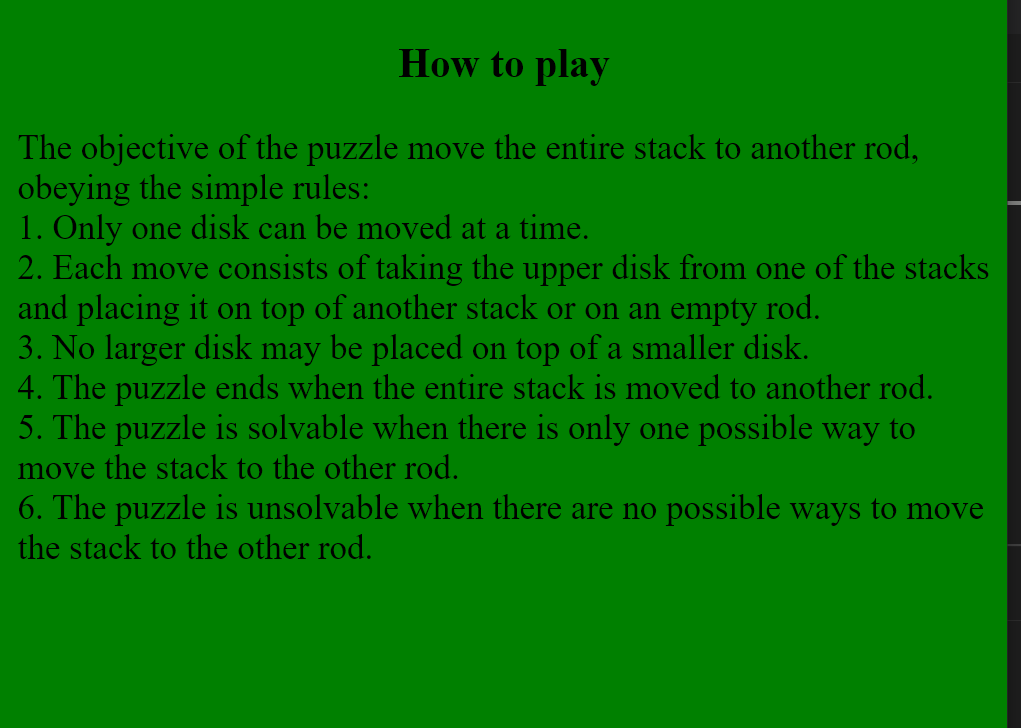 How to play
The objective of the puzzle move the entire stack to another rod,
obeying the simple rules:
1. Only one disk can be moved at a time.
2. Each move consists of taking the upper disk from one of the stacks
and placing it on top of another stack or on an empty rod.
3. No larger disk may be placed on top of a smaller disk.
4. The puzzle ends when the entire stack is moved to another rod.
5. The puzzle is solvable when there is only one possible way to
move the stack to the other rod.
6. The puzzle is unsolvable when there are no possible ways to move
the stack to the other rod.